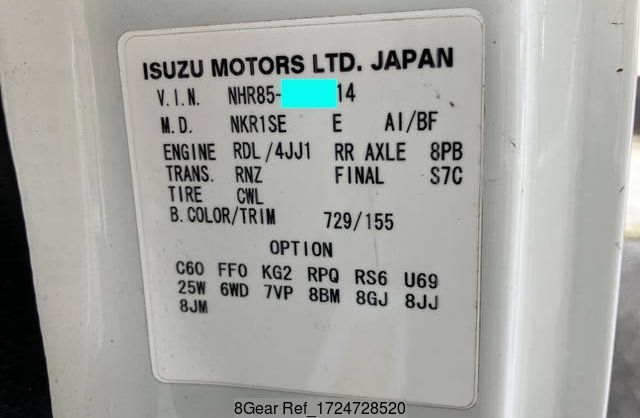 ISUZU MOTORS LTD. JAPAN
V.I.N. NHR85- 14
M.D. NKR1SE E AI/BF
ENGINE RDL/4JJ1 RR AXLE 8PB
TRANS. RNZ FINAL S7C
TIRE CWL
B.COLOR/TRIM 729/155
OPTION
C60 FF0 KG2 RPQ RS6 U69
25W 6WD 7VP 8BM 8GJ 8JJ
8JM
8Gear Ref_1724728520